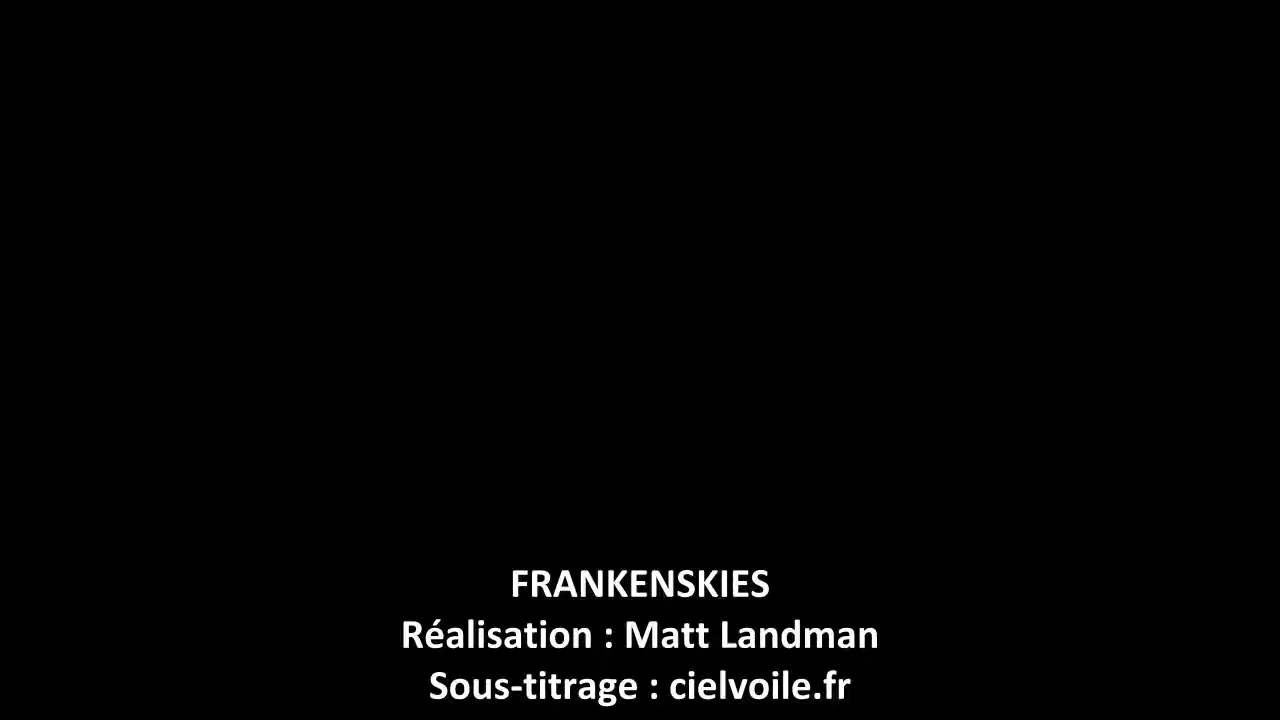 FRANKENSKIES
Réalisation : Matt Landman
Sous-titrage : cielvoile.fr